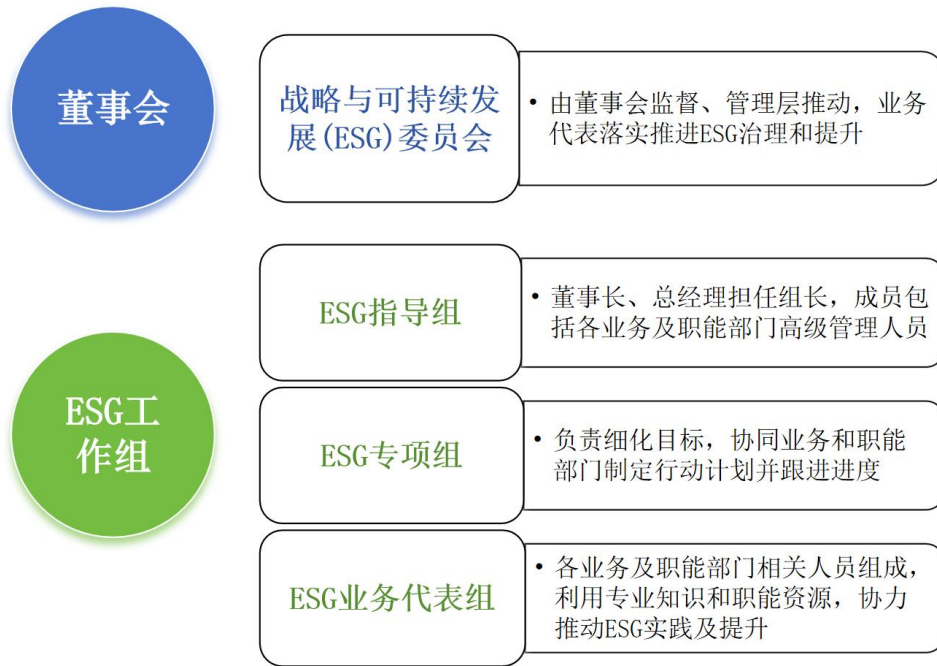 董事会
战略与可持续发
展(ESG)委员会
• 由董事会监督、管理层推动，业务
代表落实推进ESG治理和提升
ESG工
作组
ESG指导组
• 董事长、总经理担任组长，成员包
括各业务及职能部门高级管理人员
ESG专项组
• 负责细化目标，协同业务和职能
部门制定行动计划并跟进进度
ESG业务代表组
• 各业务及职能部门相关人员组成，
利用专业知识和职能资源，协力
推动ESG实践及提升